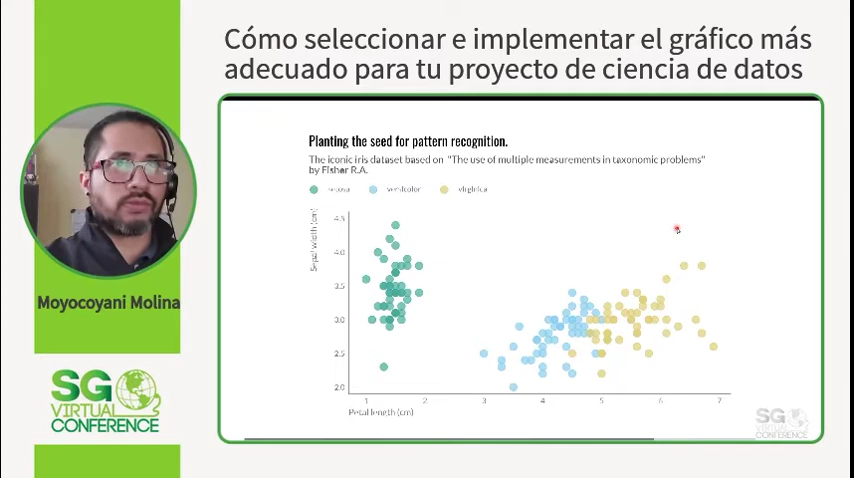 Cómo seleccionar e implementar el gráfico más
adecuado para tu proyecto de ciencia de datos
Planting the seed for pattern recognition.
The iconic iris dataset based on "The use of multiple measurements in taxonomic problems"
by Fisher R.A.
setosa versicolor virginica
Sepal Width (cm)
4.5
4.0
3.5
3.0
2.5
2.0
1 2 3 4 5 6 7
Petal length (cm)
Moyocoyani Molina
SG
VIRTUAL
CONFERENCE
SG
VIRTUAL
CONFERENCE